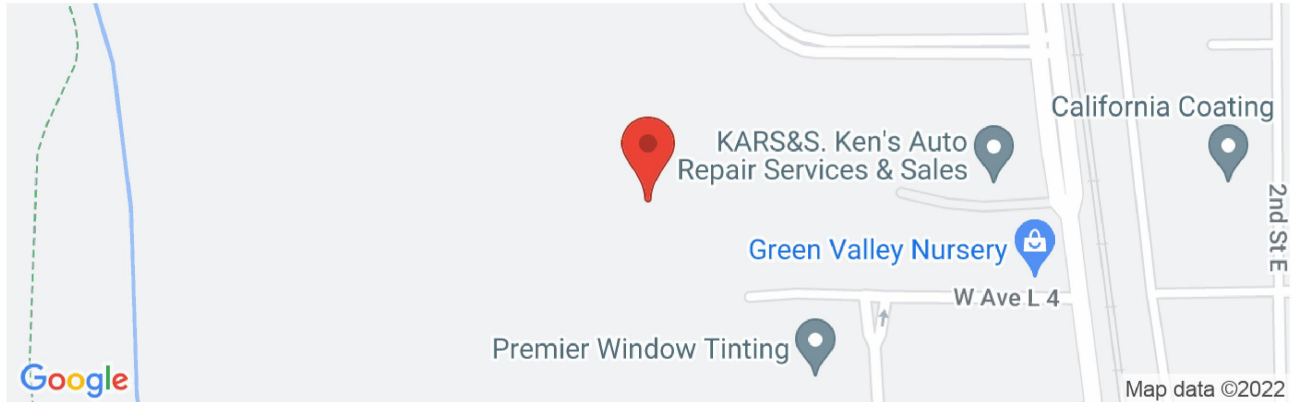 California Coating
KARS&S. Ken's Auto
Repair Services & Sales
2nd St E
Green Valley Nursery
W Ave L 4
Premier Window Tinting
Google
Map data ©2022